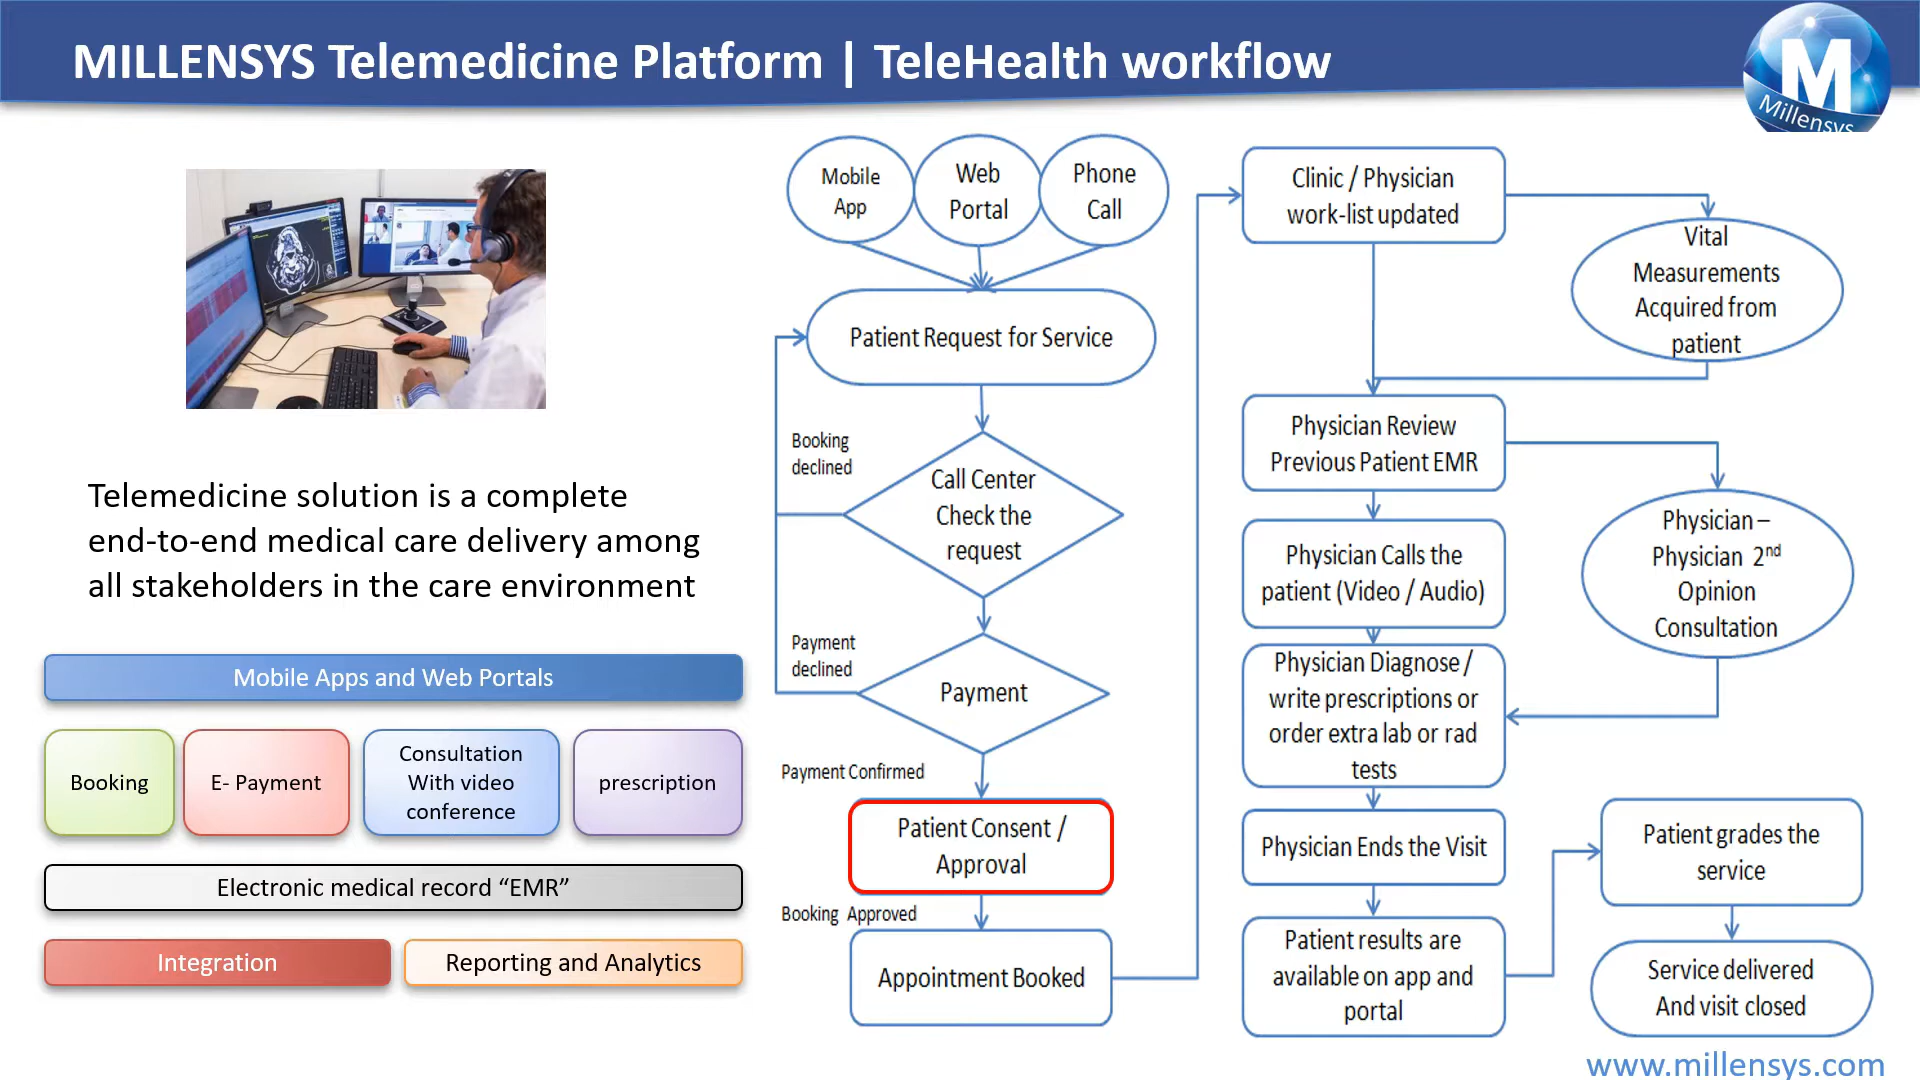 MILLENSYS Telemedicine Platform | TeleHealth workflow
M
Millensys
Telemedicine solution is a complete
end-to-end medical care delivery among
all stakeholders in the care environment
Mobile Apps and Web Portals
Booking
E- Payment
Consultation
With video
conference
prescription
Electronic medical record “EMR”
Integration
Reporting and Analytics
Mobile
App
Web
Portal
Phone
Call
Patient Request for Service
Booking
declined
Call Center
Check the
request
Payment
declined
Payment
Payment Confirmed
Patient Consent /
Approval
Booking Approved
Appointment Booked
Clinic / Physician
work-list updated
Vital
Measurements
Acquired from
patient
Physician Review
Previous Patient EMR
Physician –
Physician 2nd
Opinion
Consultation
Physician Calls the
patient (Video / Audio)
Physician Diagnose /
write prescriptions or
order extra lab or rad
tests
Physician Ends the Visit
Patient results are
available on app and
portal
Patient grades the
service
Service delivered
And visit closed
www.millensys.com